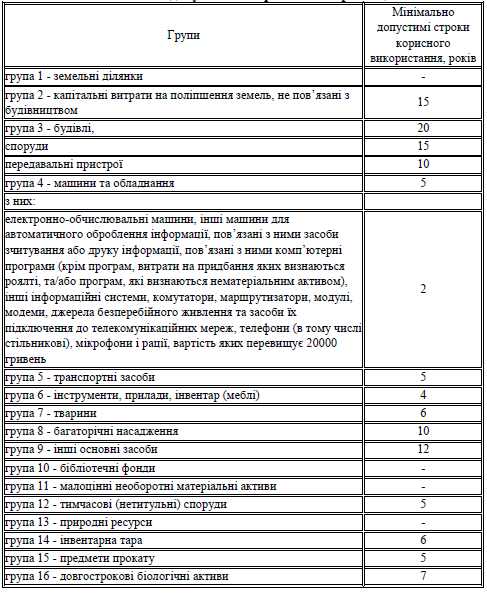 Групи
Мінімально
допустимі строки
корисного
використання, років
група 1 - земельні ділянки
-
група 2 - капітальні витрати на поліпшення земель, не пов’язані з
будівництвом
15
група 3 - будівлі,
20
споруди
15
передавальні пристрої
10
група 4 - машини та обладнання
5
з них:
електронно-обчислювальні машини, інші машини для
автоматичного оброблення інформації, пов’язані з ними засоби
зчитування або друку інформації, пов’язані з ними комп’ютерні
програми (крім програм, витрати на придбання яких визнаються
роялті, та/або програм, які визнаються нематеріальним активом),
інші інформаційні системи, комутатори, маршрутизатори, модулі,
модеми, джерела безперебійного живлення та засоби їх
підключення до телекомунікаційних мереж, телефони (в тому числі
стільникові), мікрофони і рації, вартість яких перевищує 20000
гривень
2
група 5 - транспортні засоби
5
група 6 - інструменти, прилади, інвентар (меблі)
4
група 7 - тварини
6
група 8 - багаторічні насадження
10
група 9 - інші основні засоби
12
група 10 - бібліотечні фонди
-
група 11 - малоцінні необоротні матеріальні активи
-
група 12 - тимчасові (нетитульні) споруди
5
група 13 - природні ресурси
-
група 14 - інвентарна тара
6
група 15 - предмети прокату
5
група 16 - довгострокові біологічні активи
7